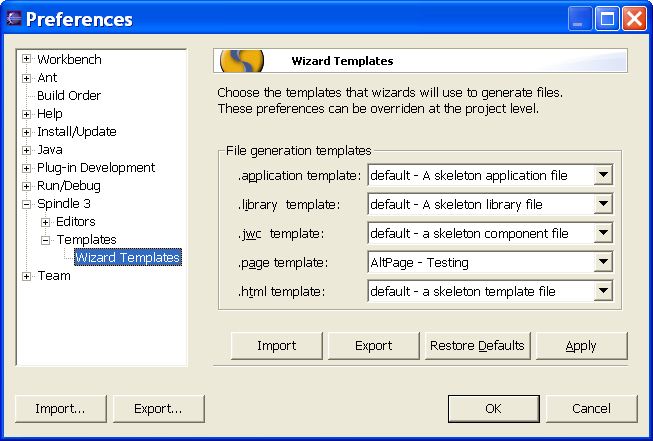 Preferences
Workbench
Ant
Build Order
Help
Install/Update
Java
Plug-in Development
Run/Debug
Spindle 3
Editors
Templates
Wizard Templates
Team
Wizard Templates
Choose the templates that wizards will use to generate files.
These preferences can be overriden at the project level.
File generation templates
.application template: default - A skeleton application file
.library template: default - A skeleton library file
.jwc template: default - a skeleton component file
.page template: AltPage - Testing
.html template: default - a skeleton template file
Import Export Restore Defaults Apply
Import... Export... OK Cancel